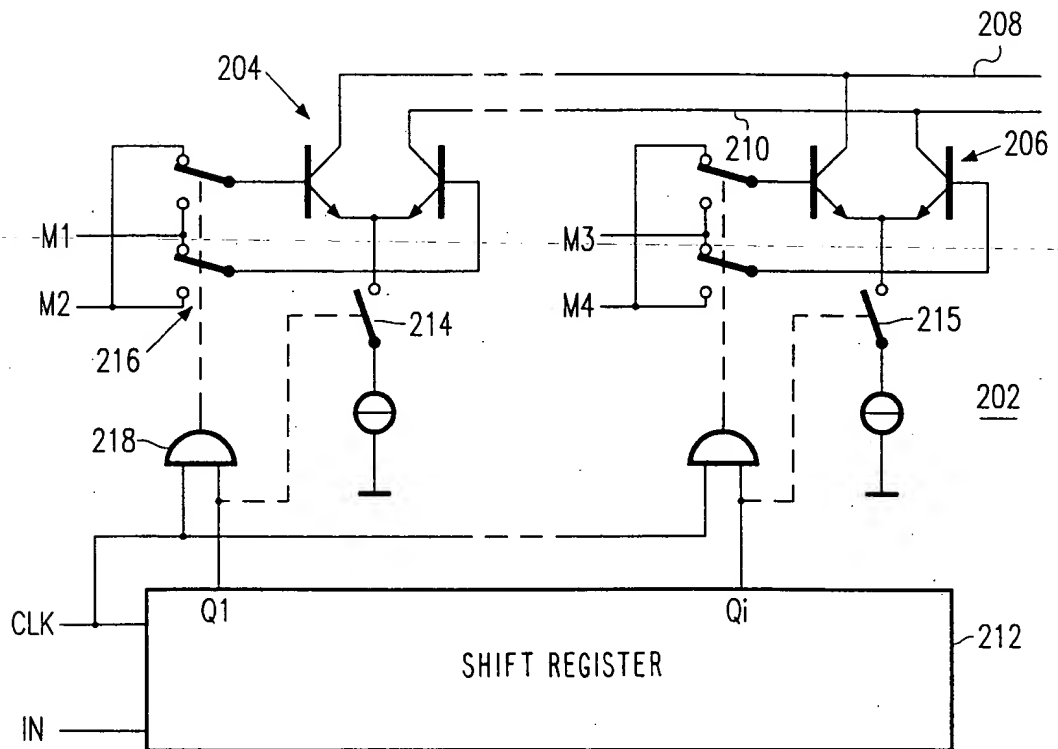 208
204
210
206
M1
M3
M2
M4
214
215
216
202
218
Q1
Qi
CLK
212
SHIFT REGISTER
IN